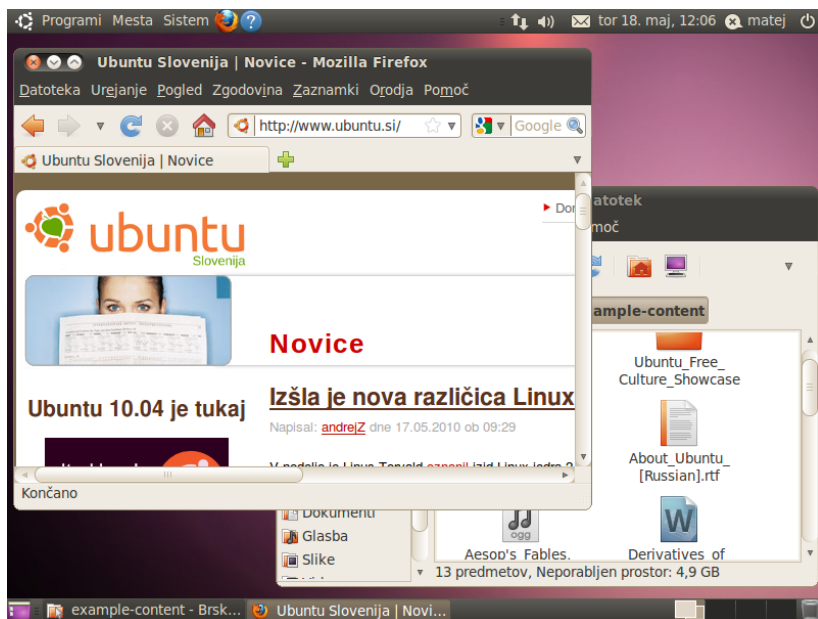 Programi Mesta Sistem
tor 18. maj, 12:06 matej
Ubuntu Slovenija | Novice - Mozilla Firefox
Datoteka Urejanje Pogled Zgodovina Zaznamki Orodja Pomoč
http://www.ubuntu.si/ Google
Ubuntu Slovenija | Novice
ubuntu
Slovenija
Novice
Ubuntu 10.04 je tukaj
Izšla je nova različica Linux
Napisal: andrejZ dne 17.05.2010 ob 09:29
Končano
atotek
moč
ample-content
Ubuntu_Free_
Culture_Showcase
About_Ubuntu_
[Russian].rtf
ogg
W
Aesop's Fables.
Derivatives of
Dokumenti
Glasba
Slike
13 predmetov, Neporabljen prostor: 4,9 GB
example-content - Brsk...
Ubuntu Slovenija | Novi...